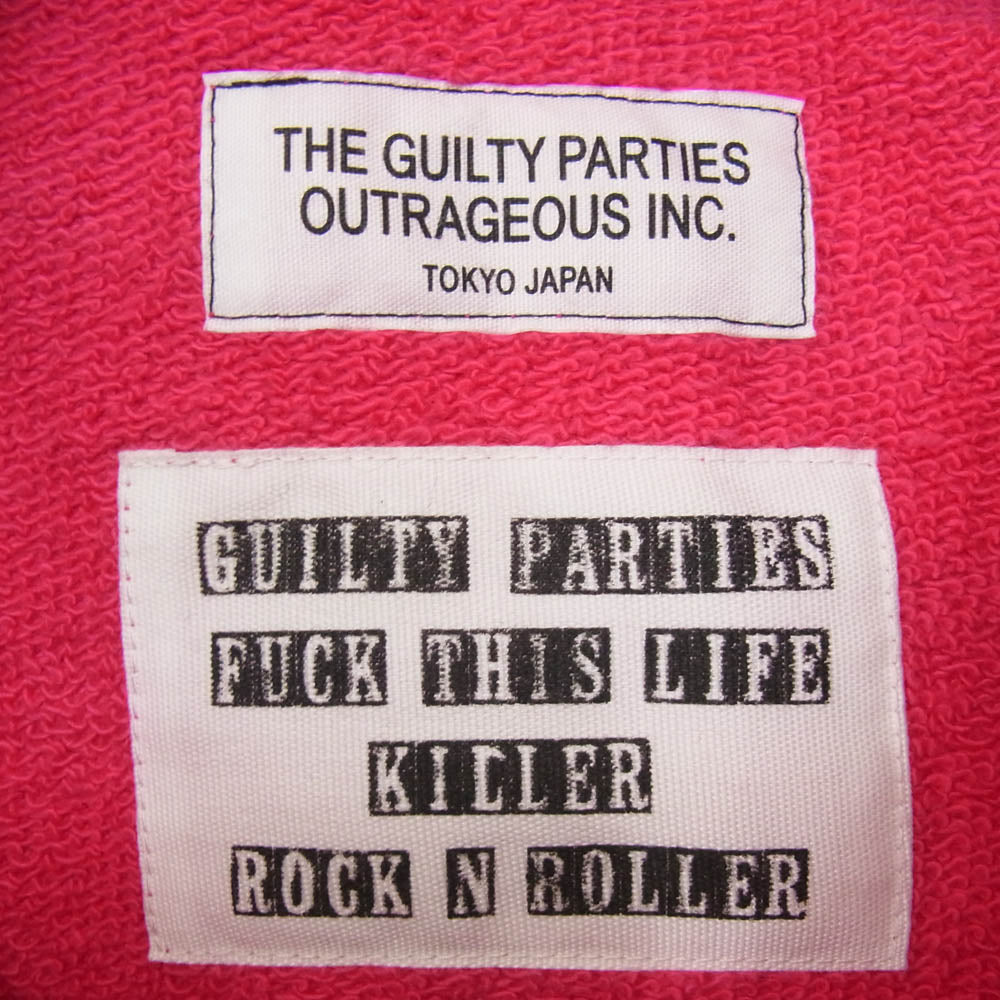 THE GUILTY PARTIES
OUTRAGEOUS INC.
TOKYO JAPAN
GUILTY PARTIES
FUCK THIS LIFE
KILLER
ROCK N ROLLER